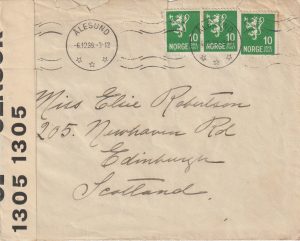 ÅLESUND
-6.12.39.-3-12
NORGE 10
NORGE 10
NORGE 10
Miss Elsie Robertson
205. Newhaven Rd
Edinburgh
Scotland.
1305 1305